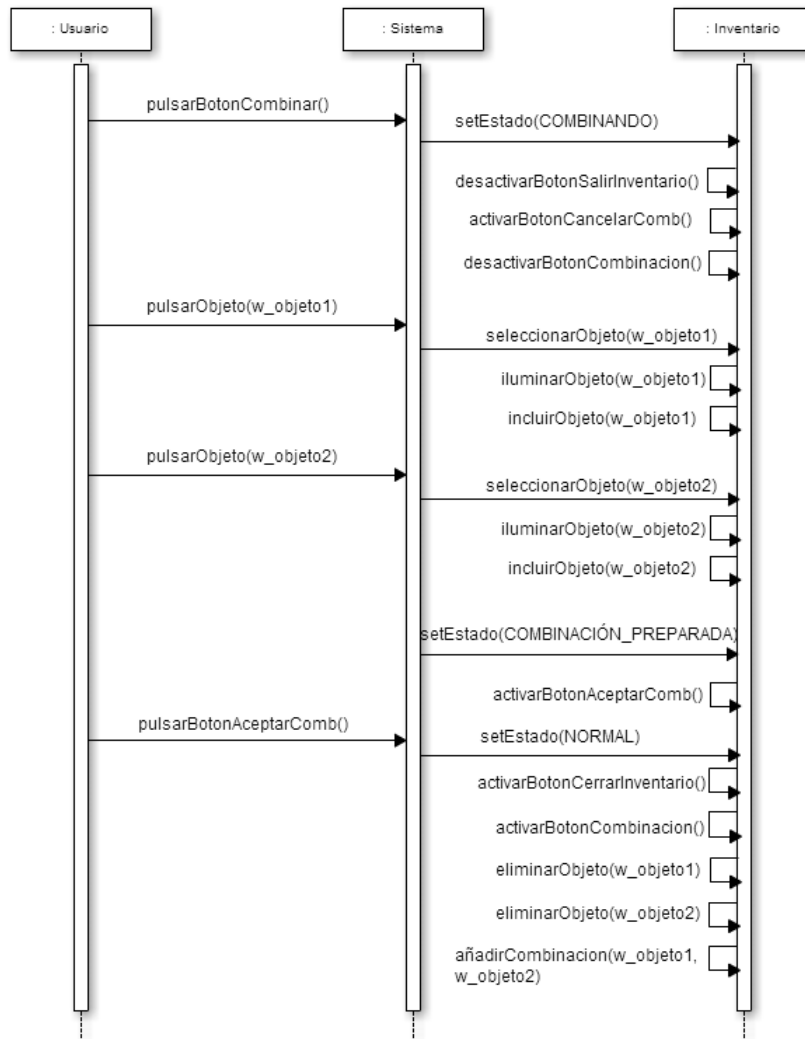 : Usuario
: Sistema
: Inventario
pulsarBotonCombinar()
setEstado(COMBINANDO)
desactivarBotonSalirInventario()
activarBotonCancelarComb()
desactivarBotonCombinacion()
pulsarObjeto(w_objeto1)
seleccionarObjeto(w_objeto1)
iluminarObjeto(w_objeto1)
incluirObjeto(w_objeto1)
pulsarObjeto(w_objeto2)
seleccionarObjeto(w_objeto2)
iluminarObjeto(w_objeto2)
incluirObjeto(w_objeto2)
setEstado(COMBINACIÓN_PREPARADA)
activarBotonAceptarComb()
pulsarBotonAceptarComb()
setEstado(NORMAL)
activarBotonCerrarInventario()
activarBotonCombinacion()
eliminarObjeto(w_objeto1)
eliminarObjeto(w_objeto2)
añadirCombinacion(w_objeto1,
w_objeto2)